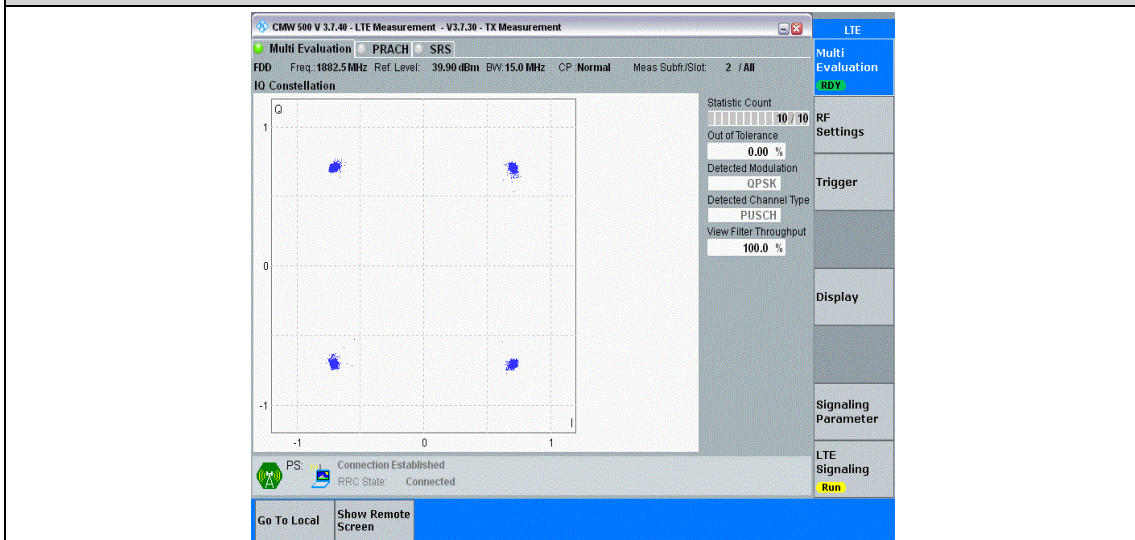 CMW 500 V 3.7.40 - LTE Measurement - V3.7.30 - TX Measurement
LTE
Multi Evaluation PRACH SRS
Multi
Evaluation
RDY
FDD Freq.:1882.5 MHz Ref. Level: 39.90 dBm BW:15.0 MHz CP :Normal Meas Subfr./Slot: 2 / All
IQ Constellation
Q
1
0
-1
-1 0 1
I
Statistic Count
10 / 10
Out of Tolerance
0.00 %
Detected Modulation
QPSK
Detected Channel Type
PUSCH
View Filter Throughput
100.0 %
RF
Settings
Trigger
Display
Signaling
Parameter
LTE
Signaling
Run
PS: Connection Established
RRC State: Connected
Go To Local
Show Remote
Screen